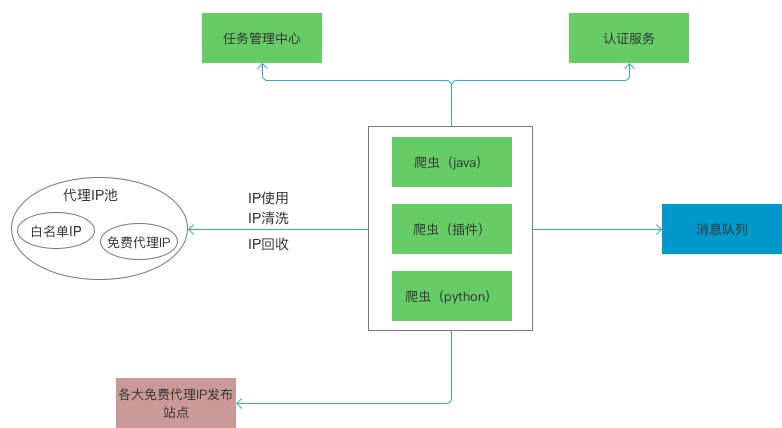 任务管理中心
认证服务
爬虫（java）
代理IP池
白名单IP
免费代理IP
IP使用
IP清洗
IP回收
爬虫（插件）
消息队列
爬虫（python）
各大免费代理IP发布
站点